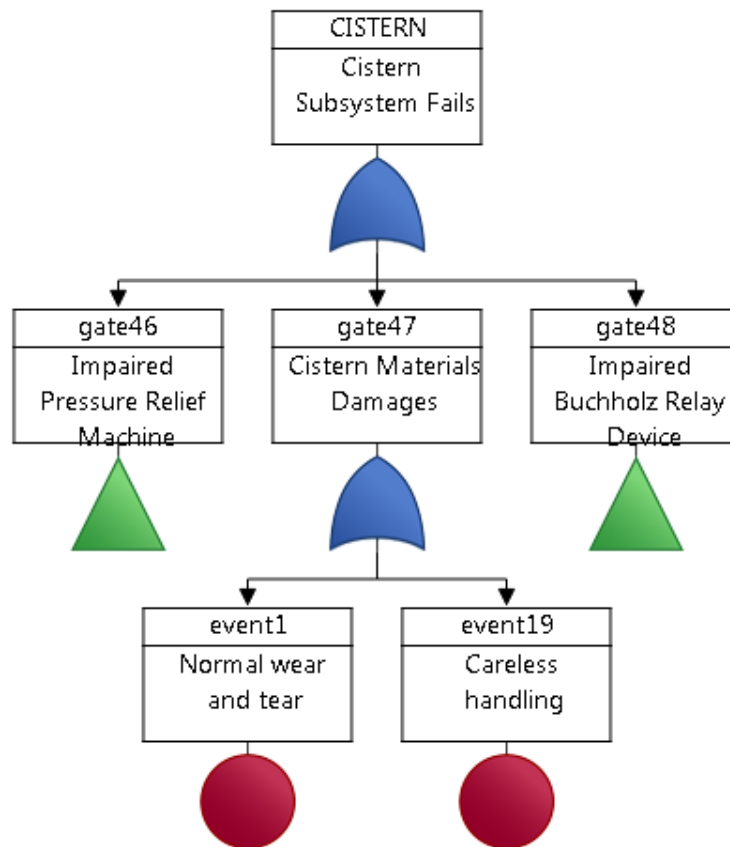 CISTERN
Cistern
Subsystem Fails
gate46
Impaired
Pressure Relief
Machine
gate47
Cistern Materials
Damages
gate48
Impaired
Buchholz Relay
Device
event1
Normal wear
and tear
event19
Careless
handling